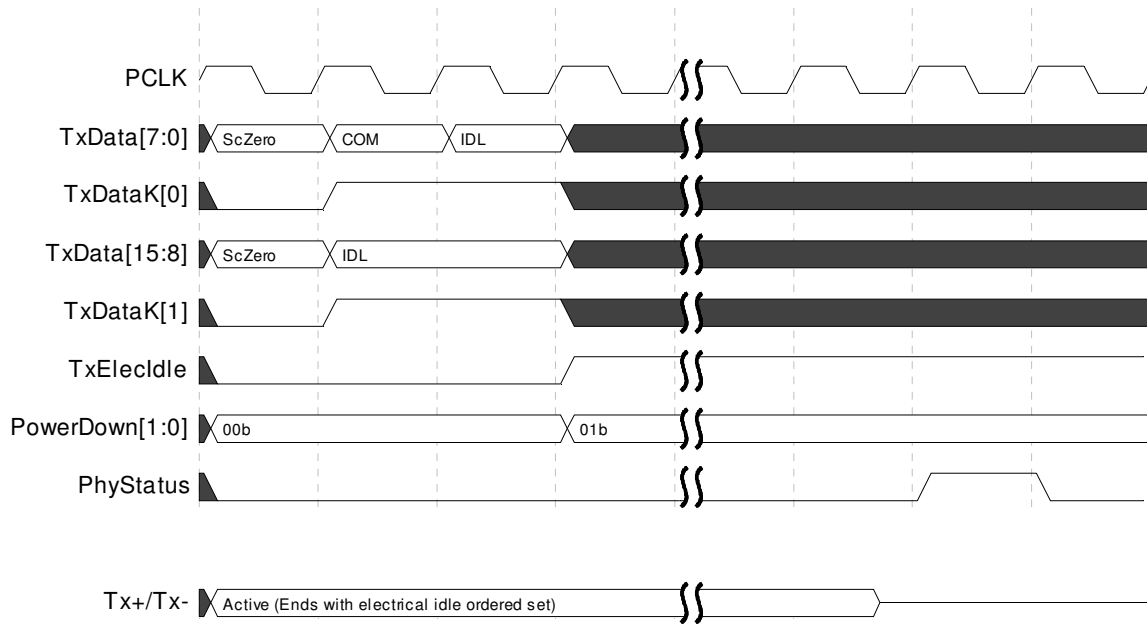 PCLK
TxData[7:0] ScZero COM IDL
TxDataK[0]
TxData[15:8] ScZero IDL
TxDataK[1]
TxElecIdle
PowerDown[1:0] 00b 01b
PhyStatus
Tx+/Tx- Active (Ends with electrical idle ordered set)